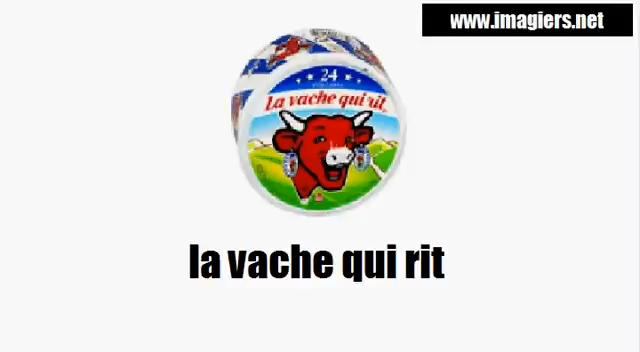 www.imagiers.net
24
La vache qui rit
la vache qui rit